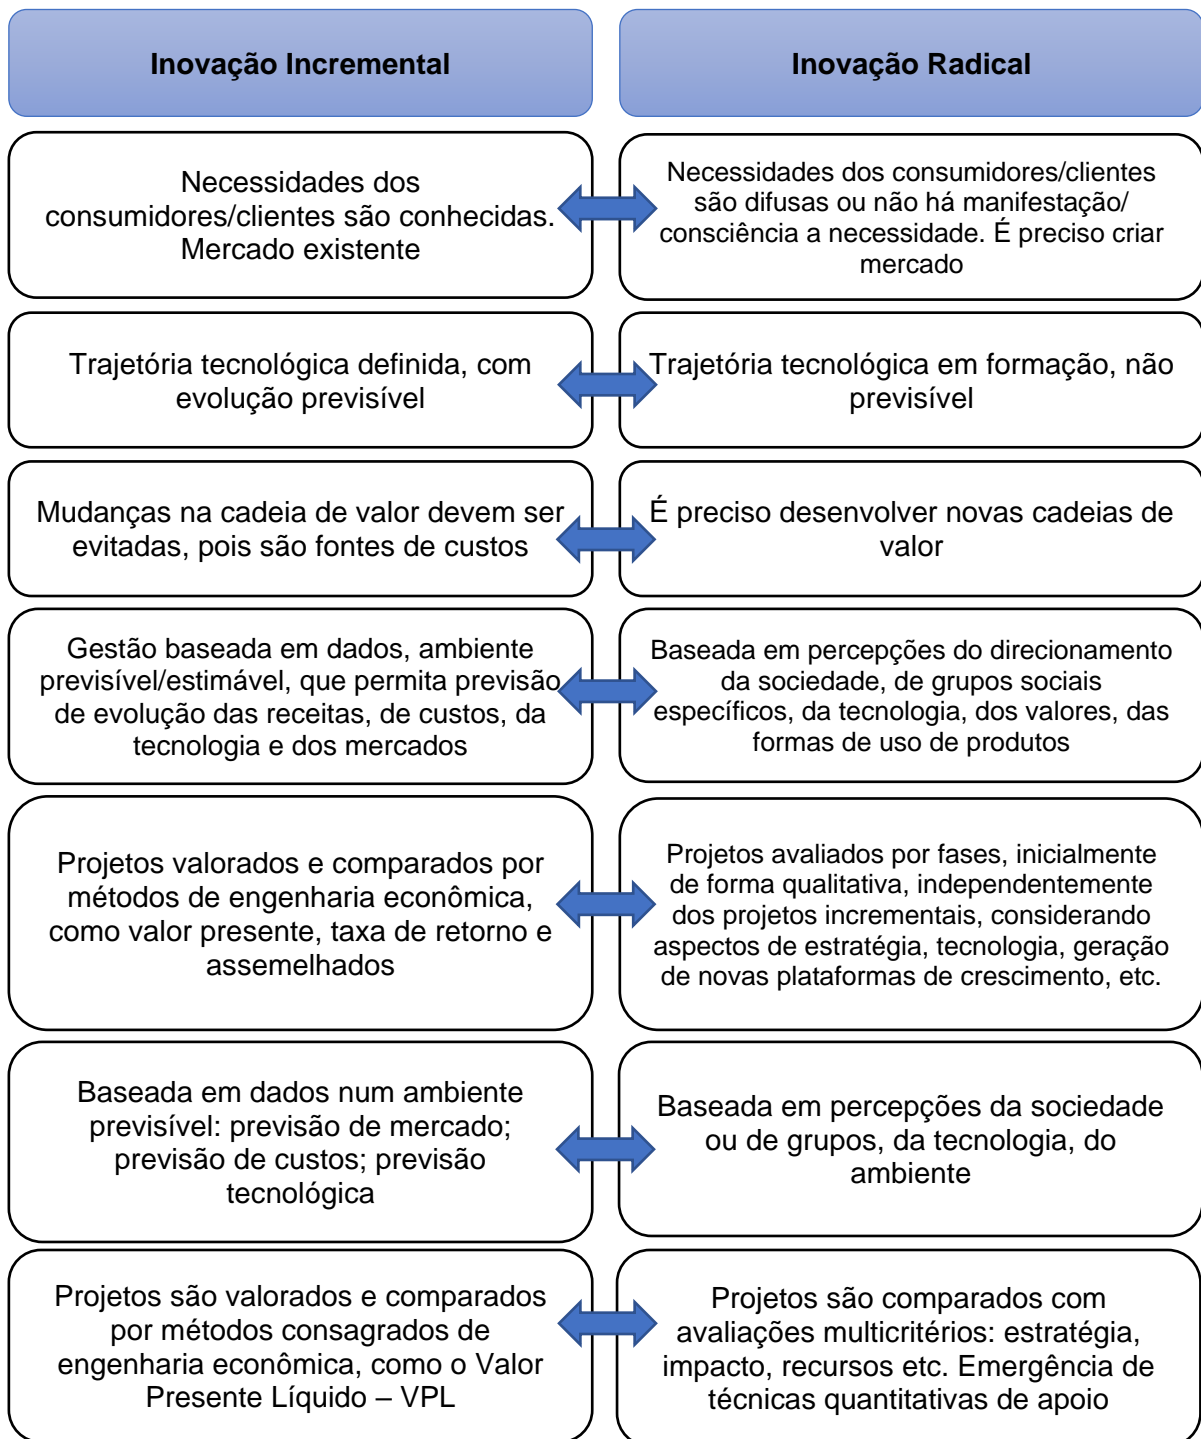 Inovação Incremental
Inovação Radical
Necessidades dos
consumidores/clientes são conhecidas.
Mercado existente
Necessidades dos consumidores/clientes
são difusas ou não há manifestação/
consciência a necessidade. É preciso criar
mercado
Trajetória tecnológica definida, com
evolução previsível
Trajetória tecnológica em formação, não
previsível
Mudanças na cadeia de valor devem ser
evitadas, pois são fontes de custos
É preciso desenvolver novas cadeias de
valor
Gestão baseada em dados, ambiente
previsível/estimável, que permita previsão
de evolução das receitas, de custos, da
tecnologia e dos mercados
Baseada em percepções do direcionamento
da sociedade, de grupos sociais
específicos, da tecnologia, dos valores, das
formas de uso de produtos
Projetos valorados e comparados por
métodos de engenharia econômica,
como valor presente, taxa de retorno e
assemelhados
Projetos avaliados por fases, inicialmente
de forma qualitativa, independentemente
dos projetos incrementais, considerando
aspectos de estratégia, tecnologia, geração
de novas plataformas de crescimento, etc.
Baseada em dados num ambiente
previsível: previsão de mercado;
previsão de custos; previsão
tecnológica
Baseada em percepções da sociedade
ou de grupos, da tecnologia, do
ambiente
Projetos são valorados e comparados
por métodos consagrados de
engenharia econômica, como o Valor
Presente Líquido – VPL
Projetos são comparados com
avaliações multicritérios: estratégia,
impacto, recursos etc. Emergência de
técnicas quantitativas de apoio